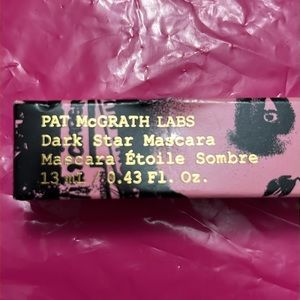 PAT McGRATH LABS
Dark Star Mascara
Mascara Étoile Sombre
13 ml / 0.43 Fl. Oz.